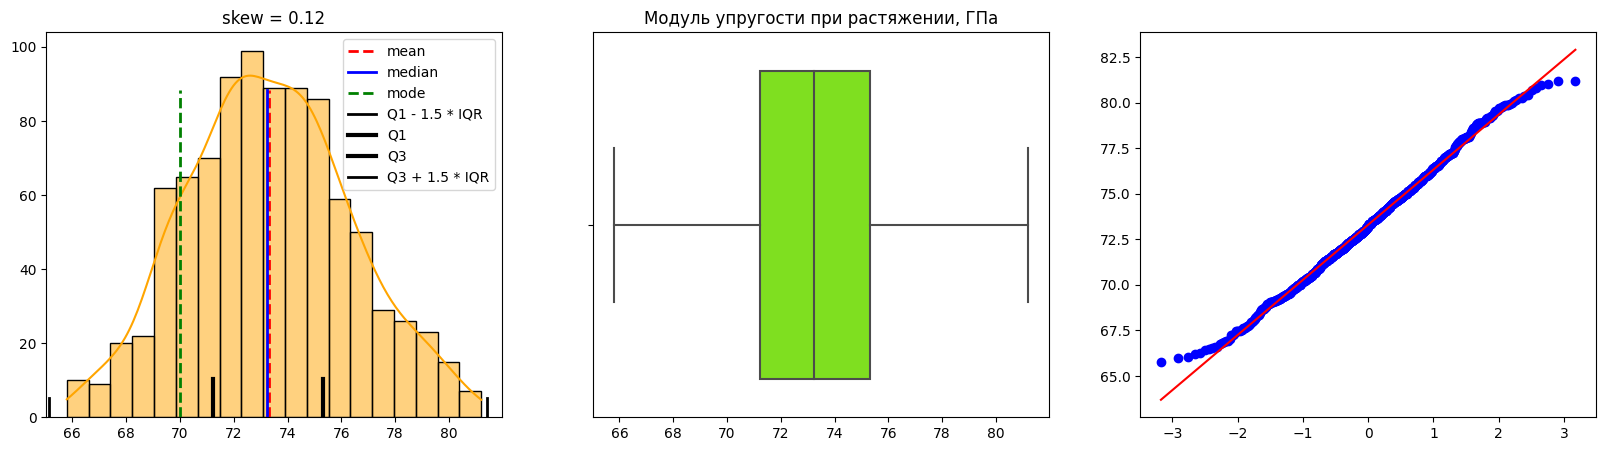 skew = 0.12
100
80
60
40
20
0
66 68 70 72 74 76 78 80
mean
median
mode
Q1 - 1.5 * IQR
Q1
Q3
Q3 + 1.5 * IQR
Модуль упругости при растяжении, ГПа
66 68 70 72 74 76 78 80
82.5
80.0
77.5
75.0
72.5
70.0
67.5
65.0
−3 −2 −1 0 1 2 3